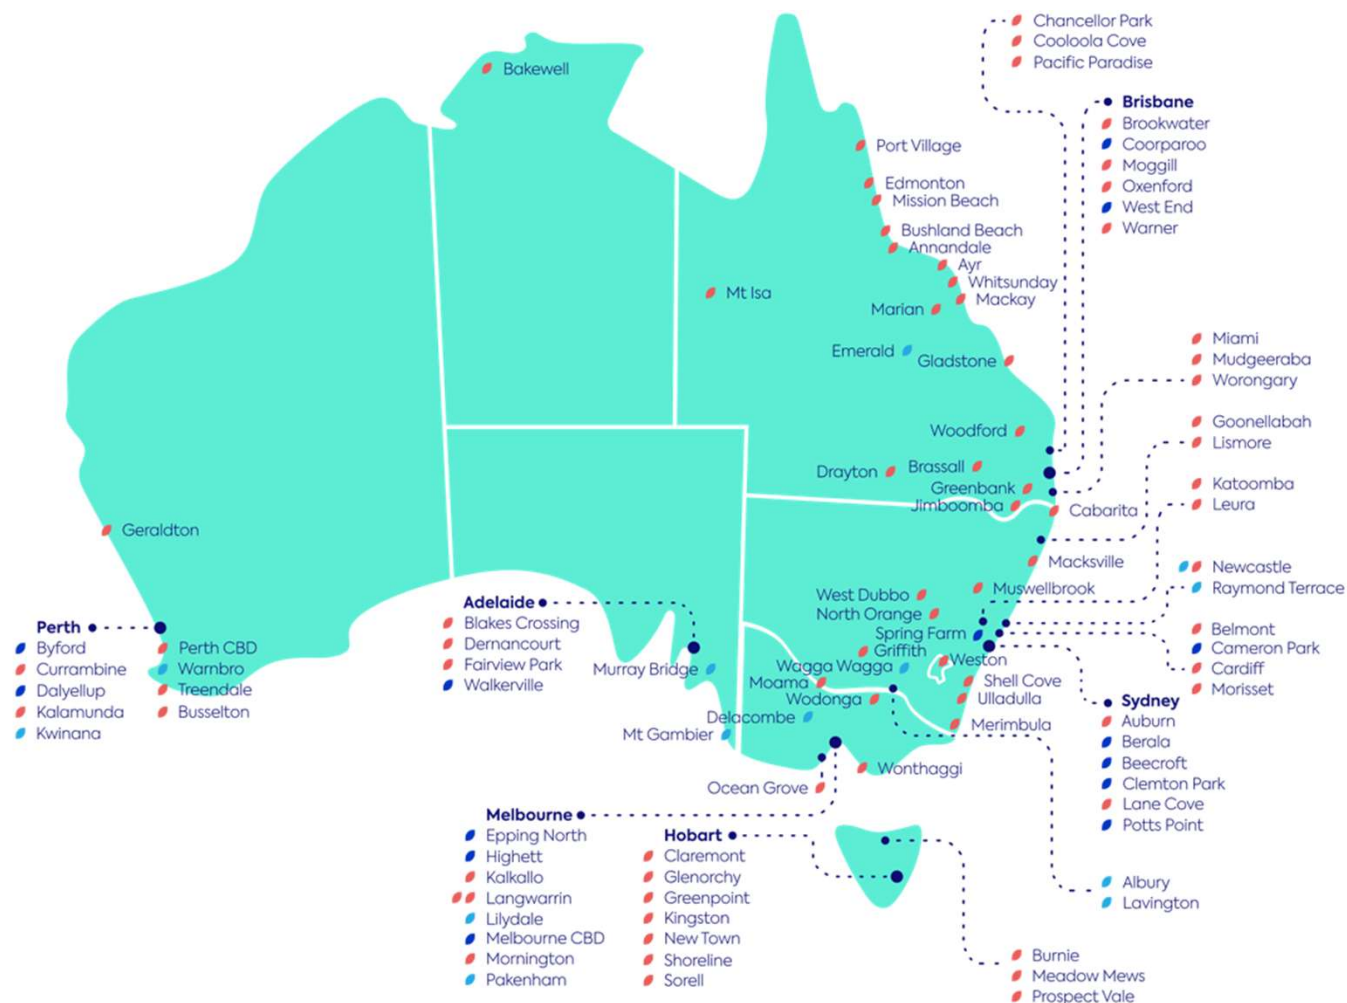 Chancellor Park
Cooloola Cove
Pacific Paradise
Bakewell
Brisbane
Brookwater
Coorparoo
Moggill
Oxenford
West End
Warner
Port Village
Edmonton
Mission Beach
Bushland Beach
Annandale
Ayr
Whitsunday
Mackay
Mt Isa
Marian
Emerald
Gladstone
Miami
Mudgeeraba
Worongary
Goonellabah
Lismore
Woodford
Drayton
Brassall
Greenbank
Jimboomba
Cabarita
Katoomba
Leura
Geraldton
Macksville
Newcastle
Raymond Terrace
Muswellbrook
West Dubbo
North Orange
Spring Farm
Griffith
Wagga Wagga
Weston
Moama
Wodonga
Shell Cove
Ulladulla
Merimbula
Belmont
Cameron Park
Cardiff
Morisset
Perth
Byford
Currambine
Dalyellup
Kalamunda
Kwinana
Perth CBD
Warnbro
Treendale
Busselton
Adelaide
Blakes Crossing
Dernancourt
Fairview Park
Walkerville
Murray Bridge
Mt Gambier
Delacombe
Wonthaggi
Ocean Grove
Sydney
Auburn
Berala
Beecroft
Clemton Park
Lane Cove
Potts Point
Melbourne
Epping North
Highett
Kalkallo
Langwarrin
Lilydale
Melbourne CBD
Mornington
Pakenham
Hobart
Claremont
Glenorchy
Greenpoint
Kingston
New Town
Shoreline
Sorell
Albury
Lavington
Burnie
Meadow Mews
Prospect Vale